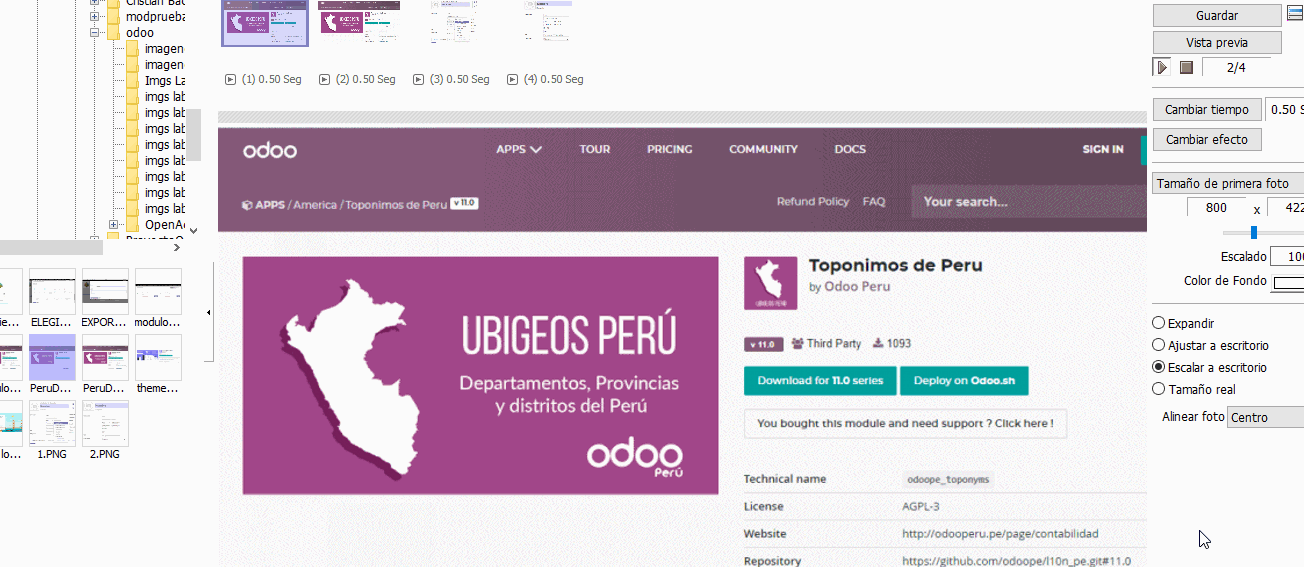 Cristian Bac
modprueba
odoo
imagen
imagen
Imgs La
imgs lab
imgs lab
imgs lab
imgs lab
imgs lab
imgs lab
imgs lab
imgs lab
OpenAc
(1) 0.50 Seg
(2) 0.50 Seg
(3) 0.50 Seg
(4) 0.50 Seg
ELEGI...
EXPOR...
modulo...
PeruD...
PeruD...
theme...
lo...
1.PNG
2.PNG
odoo
APPS
TOUR
PRICING
COMMUNITY
DOCS
SIGN IN
APPS / America / Toponimos de Peru v 11.0
Refund Policy
FAQ
Your search...
UBIGEOS PERÚ
Departamentos, Provincias
y distritos del Perú
odoo
Perú
UBIGEOS PERÚ
Toponimos de Peru
by Odoo Peru
v 11.0
Third Party
1093
Download for 11.0 series
Deploy on Odoo.sh
You bought this module and need support ? Click here !
Technical name odoope_toponyms
License AGPL-3
Website http://odooperu.pe/page/contabilidad
Repository https://github.com/odoope/l10n_pe.git#11.0
Guardar
Vista previa
2/4
Cambiar tiempo
0.50 S
Cambiar efecto
Tamaño de primera foto
800 x 422
Escalado 100
Color de Fondo
Expandir
Ajustar a escritorio
Escalar a escritorio
Tamaño real
Alinear foto Centro